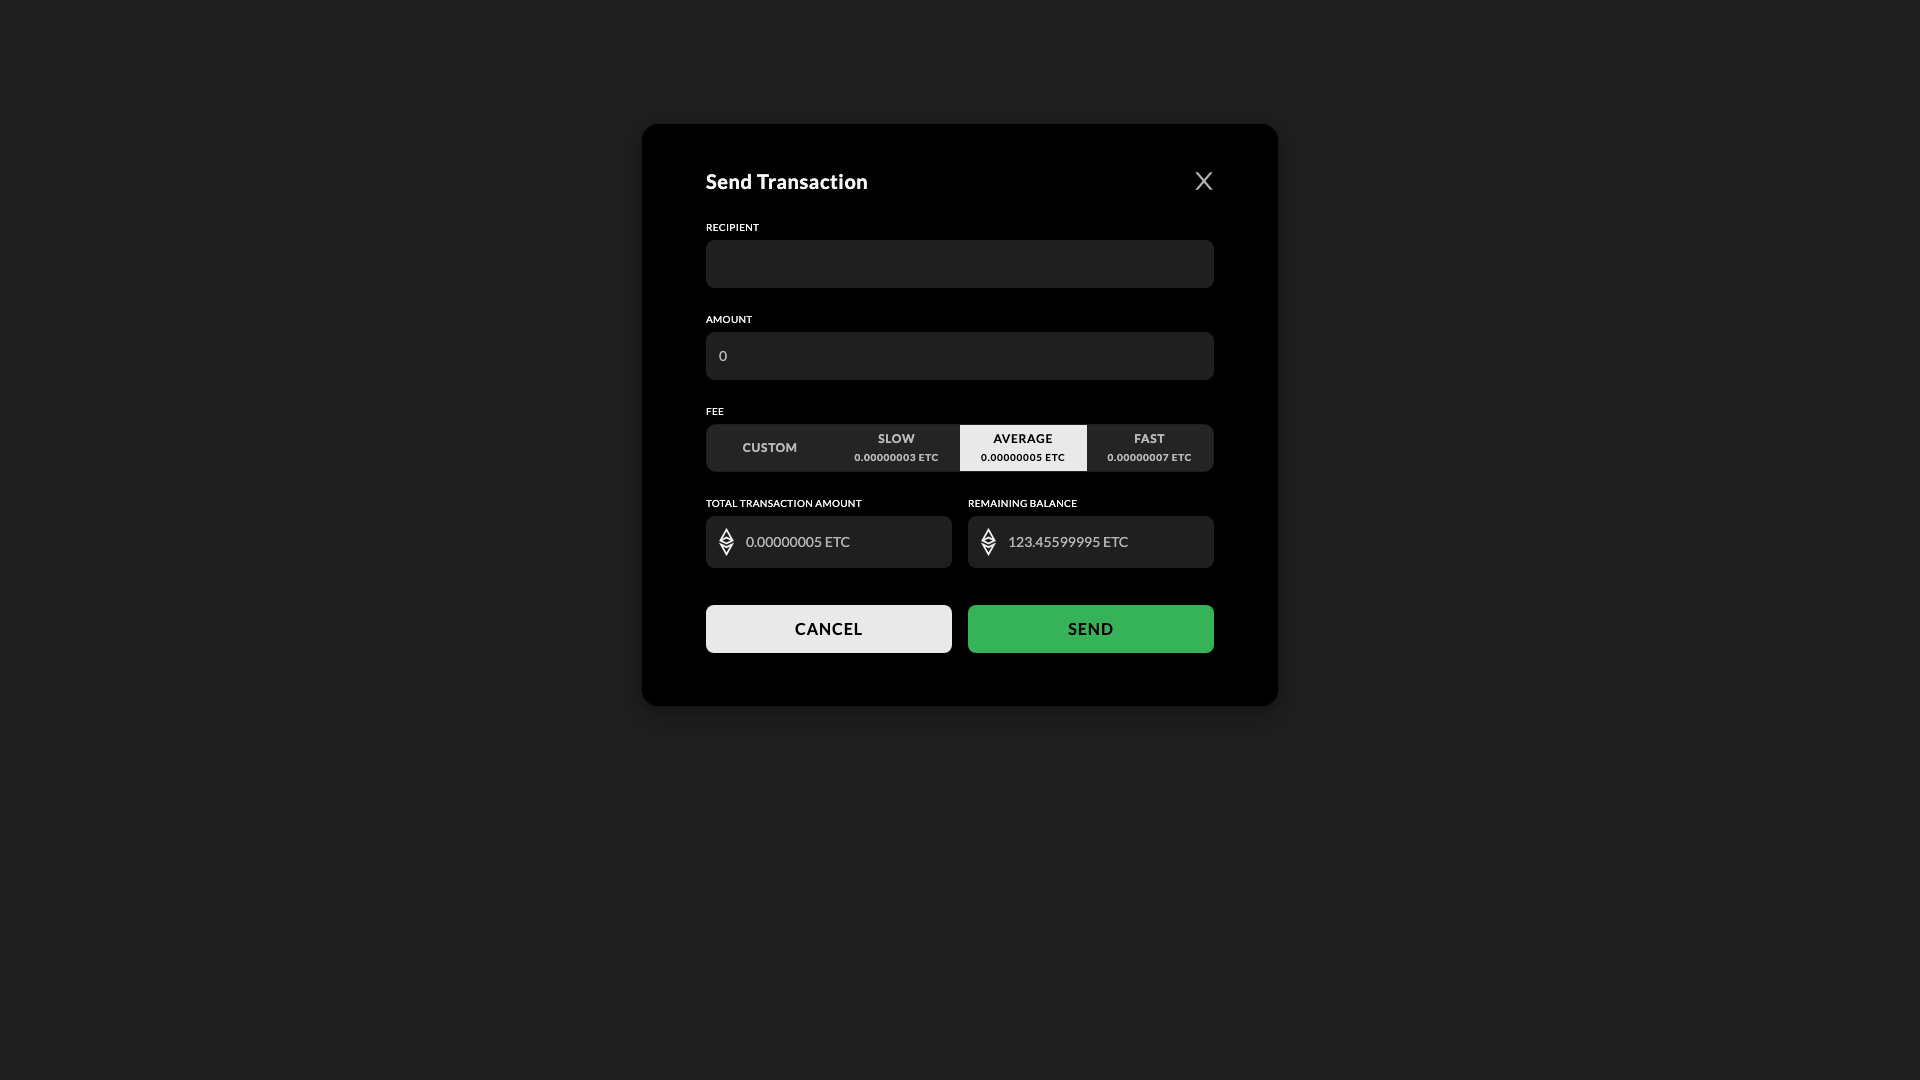 Send Transaction
X
RECIPIENT
AMOUNT
0
FEE
CUSTOM
SLOW
0.00000003 ETC
AVERAGE
0.00000005 ETC
FAST
0.00000007 ETC
TOTAL TRANSACTION AMOUNT
0.00000005 ETC
REMAINING BALANCE
123.45599995 ETC
CANCEL
SEND